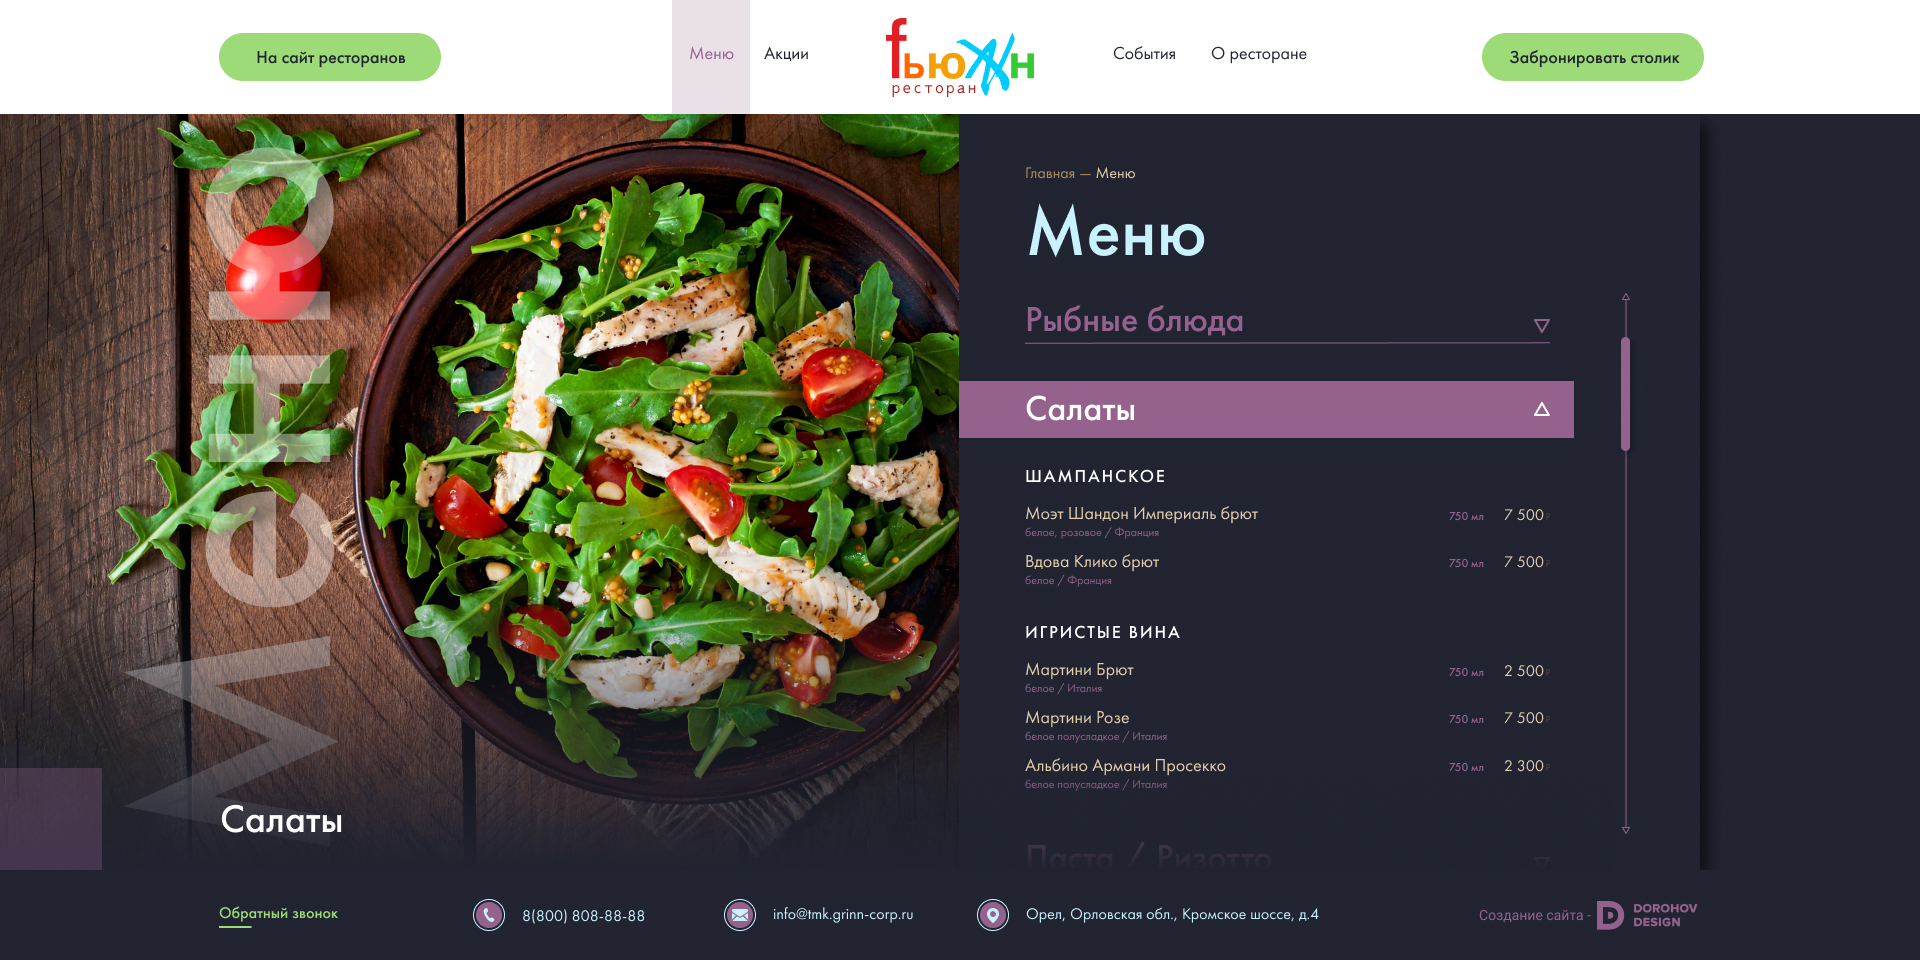 На сайт ресторанов
Меню
Акции
fьюжн
ресторан
События
О ресторане
Забронировать столик
Меню
Салаты
Главная — Меню
Меню
Рыбные блюда
Салаты
ШАМПАНСКОЕ
Моэт Шандон Империаль брют 750 мл 7 500 ₽
белое, розовое / Франция
Вдова Клико брют 750 мл 7 500 ₽
белое / Франция
ИГРИСТЫЕ ВИНА
Мартини Брют 750 мл 2 500 ₽
белое / Италия
Мартини Розе 750 мл 7 500 ₽
белое полусладкое / Италия
Альбино Армани Просекко 750 мл 2 300 ₽
белое полусладкое / Италия
Паста / Ризотто
Обратный звонок
8(800) 808-88-88
info@tmk.grinn-corp.ru
Орел, Орловская обл., Кромское шоссе, д.4
Создание сайта -
DOROHOV
DESIGN